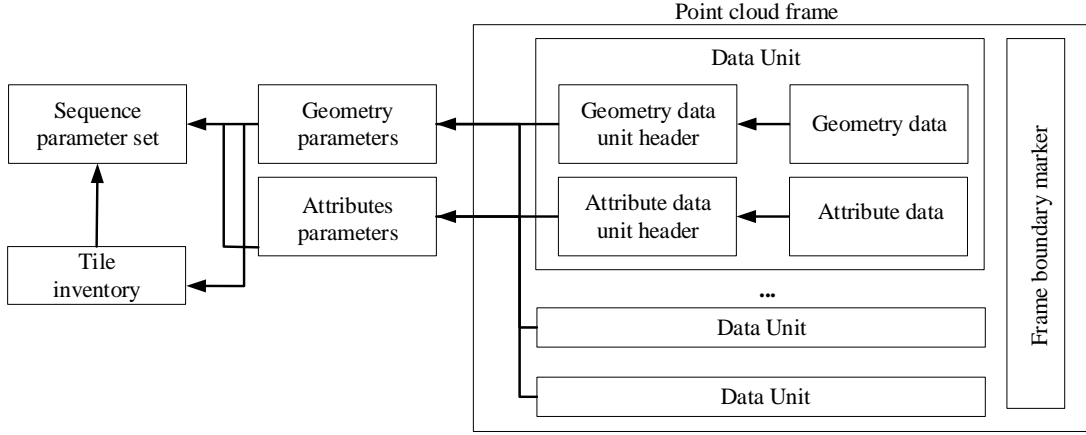 Point cloud frame
Data Unit
Sequence
parameter set
Geometry
parameters
Geometry data
unit header
Geometry data
Attributes
parameters
Attribute data
unit header
Attribute data
Tile
inventory
...
Data Unit
Data Unit
Frame boundary marker